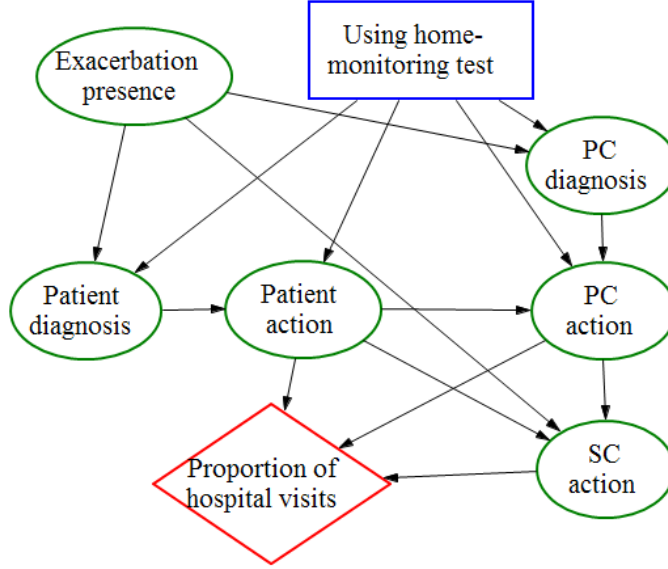 Exacerbation
presence
Using home-
monitoring test
PC
diagnosis
Patient
diagnosis
Patient
action
PC
action
Proportion of
hospital visits
SC
action